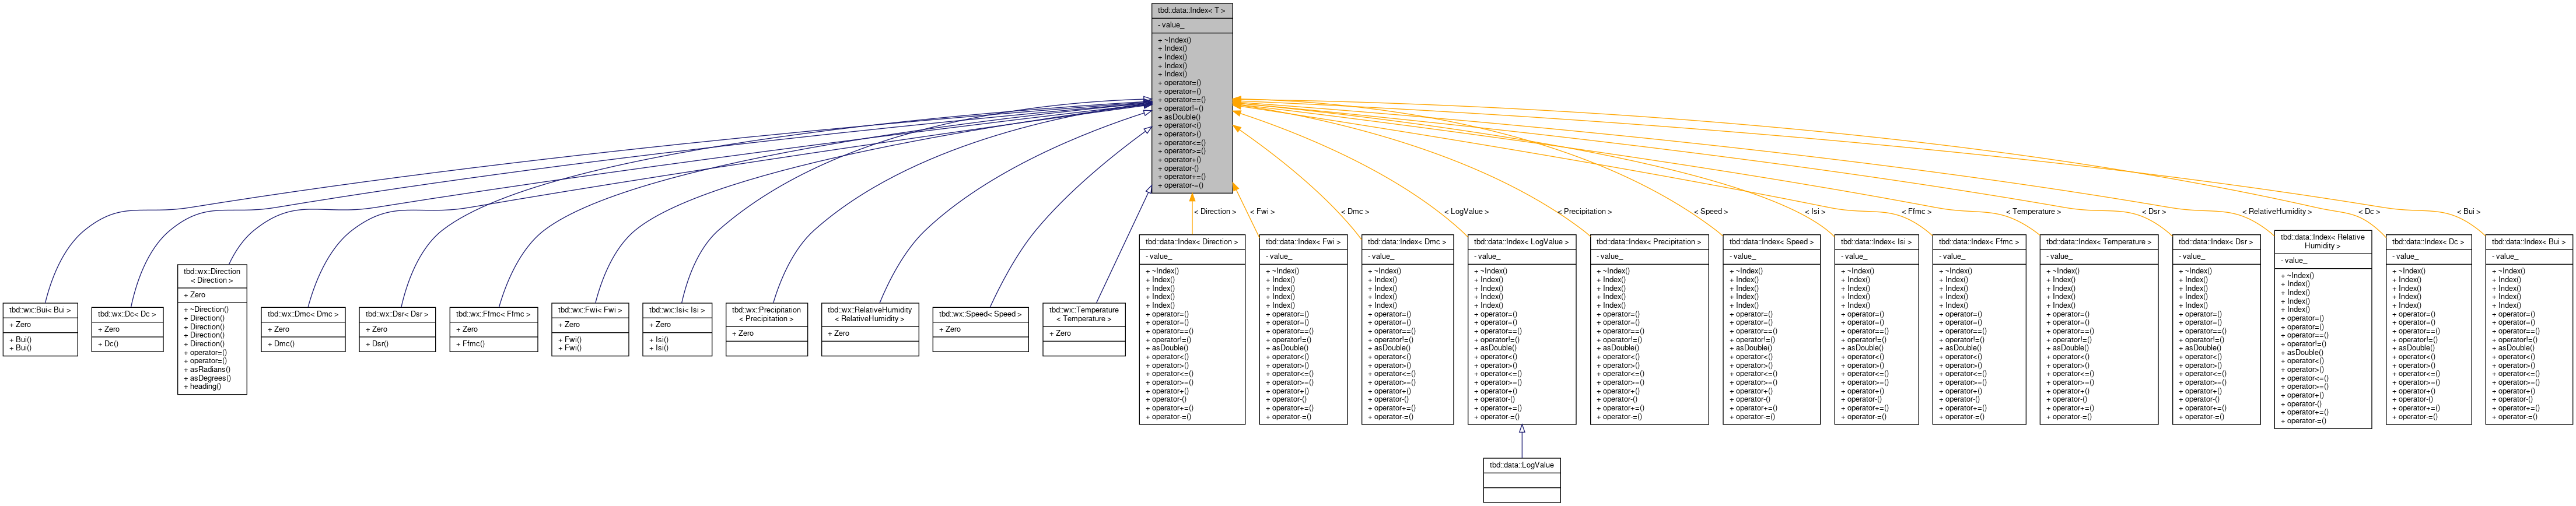 tbd::data::Index< T >
- value_
+ ~Index()
+ Index()
+ Index()
+ Index()
+ Index()
+ operator=()
+ operator=()
+ operator==()
+ operator!=()
+ asDouble()
+ operator<()
+ operator>()
+ operator<=()
+ operator>=()
+ operator+()
+ operator-()
+ operator+=()
+ operator-=()
< Direction >
< Fwi >
< Dmc >
< LogValue >
< Precipitation >
< Speed >
< Isi >
< Ffmc >
< Temperature >
< Dsr >
< RelativeHumidity >
< Dc >
< Bui >
tbd::wx::Bui< Bui >
+ Zero
+ Bui()
+ Bui()
tbd::wx::Dc< Dc >
+ Zero
+ Dc()
tbd::wx::Direction
< Direction >
+ Zero
+ ~Direction()
+ Direction()
+ Direction()
+ Direction()
+ Direction()
+ operator=()
+ operator=()
+ asRadians()
+ asDegrees()
+ heading()
tbd::wx::Dmc< Dmc >
+ Zero
+ Dmc()
tbd::wx::Dsr< Dsr >
+ Zero
+ Dsr()
tbd::wx::Ffmc< Ffmc >
+ Zero
+ Ffmc()
tbd::wx::Fwi< Fwi >
+ Zero
+ Fwi()
+ Fwi()
tbd::wx::Isi< Isi >
+ Zero
+ Isi()
+ Isi()
tbd::wx::Precipitation
< Precipitation >
+ Zero
tbd::wx::RelativeHumidity
< RelativeHumidity >
+ Zero
tbd::wx::Speed< Speed >
+ Zero
tbd::wx::Temperature
< Temperature >
+ Zero
tbd::data::Index< Direction >
- value_
+ ~Index()
+ Index()
+ Index()
+ Index()
+ Index()
+ operator=()
+ operator=()
+ operator==()
+ operator!=()
+ asDouble()
+ operator<()
+ operator>()
+ operator<=()
+ operator>=()
+ operator+()
+ operator-()
+ operator+=()
+ operator-=()
tbd::data::Index< Fwi >
- value_
+ ~Index()
+ Index()
+ Index()
+ Index()
+ Index()
+ operator=()
+ operator=()
+ operator==()
+ operator!=()
+ asDouble()
+ operator<()
+ operator>()
+ operator<=()
+ operator>=()
+ operator+()
+ operator-()
+ operator+=()
+ operator-=()
tbd::data::Index< Dmc >
- value_
+ ~Index()
+ Index()
+ Index()
+ Index()
+ Index()
+ operator=()
+ operator=()
+ operator==()
+ operator!=()
+ asDouble()
+ operator<()
+ operator>()
+ operator<=()
+ operator>=()
+ operator+()
+ operator-()
+ operator+=()
+ operator-=()
tbd::data::Index< LogValue >
- value_
+ ~Index()
+ Index()
+ Index()
+ Index()
+ Index()
+ operator=()
+ operator=()
+ operator==()
+ operator!=()
+ asDouble()
+ operator<()
+ operator>()
+ operator<=()
+ operator>=()
+ operator+()
+ operator-()
+ operator+=()
+ operator-=()
tbd::data::Index< Precipitation >
- value_
+ ~Index()
+ Index()
+ Index()
+ Index()
+ Index()
+ operator=()
+ operator=()
+ operator==()
+ operator!=()
+ asDouble()
+ operator<()
+ operator>()
+ operator<=()
+ operator>=()
+ operator+()
+ operator-()
+ operator+=()
+ operator-=()
tbd::data::Index< Speed >
- value_
+ ~Index()
+ Index()
+ Index()
+ Index()
+ Index()
+ operator=()
+ operator=()
+ operator==()
+ operator!=()
+ asDouble()
+ operator<()
+ operator>()
+ operator<=()
+ operator>=()
+ operator+()
+ operator-()
+ operator+=()
+ operator-=()
tbd::data::Index< Isi >
- value_
+ ~Index()
+ Index()
+ Index()
+ Index()
+ Index()
+ operator=()
+ operator=()
+ operator==()
+ operator!=()
+ asDouble()
+ operator<()
+ operator>()
+ operator<=()
+ operator>=()
+ operator+()
+ operator-()
+ operator+=()
+ operator-=()
tbd::data::Index< Ffmc >
- value_
+ ~Index()
+ Index()
+ Index()
+ Index()
+ Index()
+ operator=()
+ operator=()
+ operator==()
+ operator!=()
+ asDouble()
+ operator<()
+ operator>()
+ operator<=()
+ operator>=()
+ operator+()
+ operator-()
+ operator+=()
+ operator-=()
tbd::data::Index< Temperature >
- value_
+ ~Index()
+ Index()
+ Index()
+ Index()
+ Index()
+ operator=()
+ operator=()
+ operator==()
+ operator!=()
+ asDouble()
+ operator<()
+ operator>()
+ operator<=()
+ operator>=()
+ operator+()
+ operator-()
+ operator+=()
+ operator-=()
tbd::data::Index< Dsr >
- value_
+ ~Index()
+ Index()
+ Index()
+ Index()
+ Index()
+ operator=()
+ operator=()
+ operator==()
+ operator!=()
+ asDouble()
+ operator<()
+ operator>()
+ operator<=()
+ operator>=()
+ operator+()
+ operator-()
+ operator+=()
+ operator-=()
tbd::data::Index< Relative
Humidity >
- value_
+ ~Index()
+ Index()
+ Index()
+ Index()
+ Index()
+ operator=()
+ operator=()
+ operator==()
+ operator!=()
+ asDouble()
+ operator<()
+ operator>()
+ operator<=()
+ operator>=()
+ operator+()
+ operator-()
+ operator+=()
+ operator-=()
tbd::data::Index< Dc >
- value_
+ ~Index()
+ Index()
+ Index()
+ Index()
+ Index()
+ operator=()
+ operator=()
+ operator==()
+ operator!=()
+ asDouble()
+ operator<()
+ operator>()
+ operator<=()
+ operator>=()
+ operator+()
+ operator-()
+ operator+=()
+ operator-=()
tbd::data::Index< Bui >
- value_
+ ~Index()
+ Index()
+ Index()
+ Index()
+ Index()
+ operator=()
+ operator=()
+ operator==()
+ operator!=()
+ asDouble()
+ operator<()
+ operator>()
+ operator<=()
+ operator>=()
+ operator+()
+ operator-()
+ operator+=()
+ operator-=()
tbd::data::LogValue